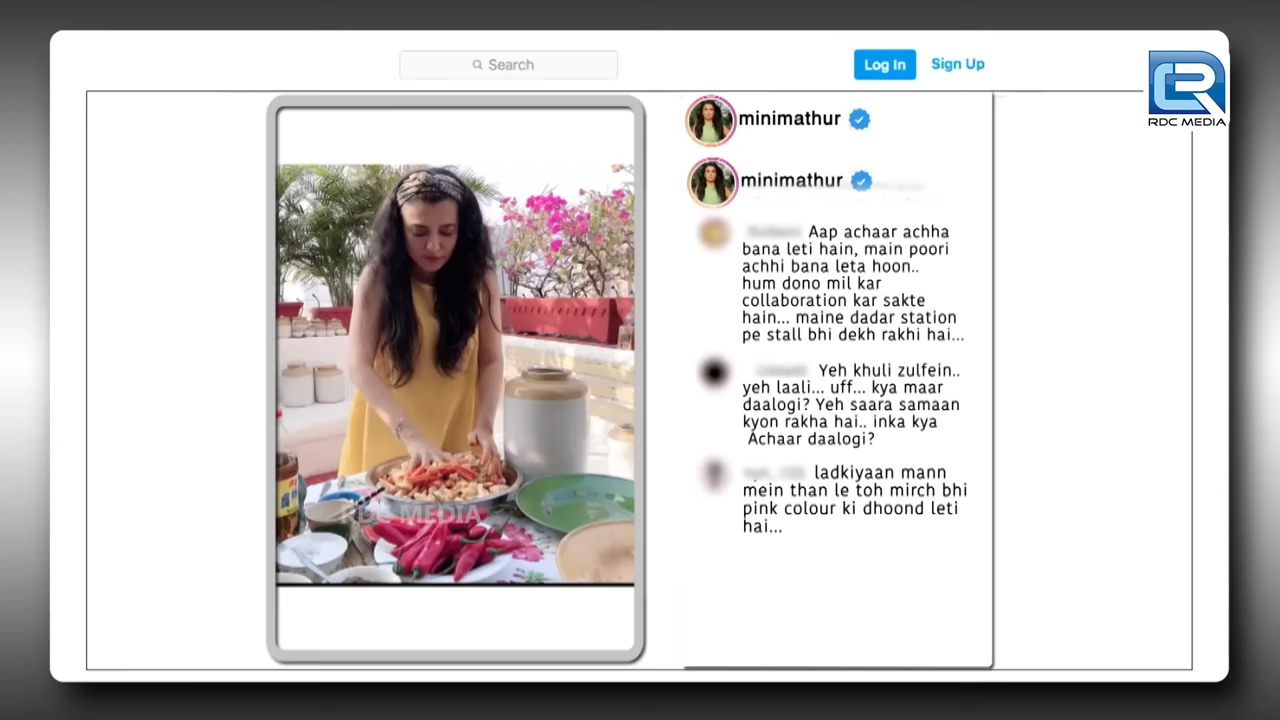 Search
Log In
Sign Up
RDC MEDIA
minimathur
minimathur
Aap achaar achha
bana leti hain, main poori
achhi bana leta hoon..
hum dono mil kar
collaboration kar sakte
hain... maine dadar station
pe stall bhi dekh rakhi hai...
Yeh khuli zulfein..
yeh laali... uff... kya maar
daalogi? Yeh saara samaan
kyon rakha hai.. inka kya
Achaar daalogi?
ladkiyaan mann
mein than le toh mirch bhi
pink colour ki dhoond leti
hai...
RDC MEDIA